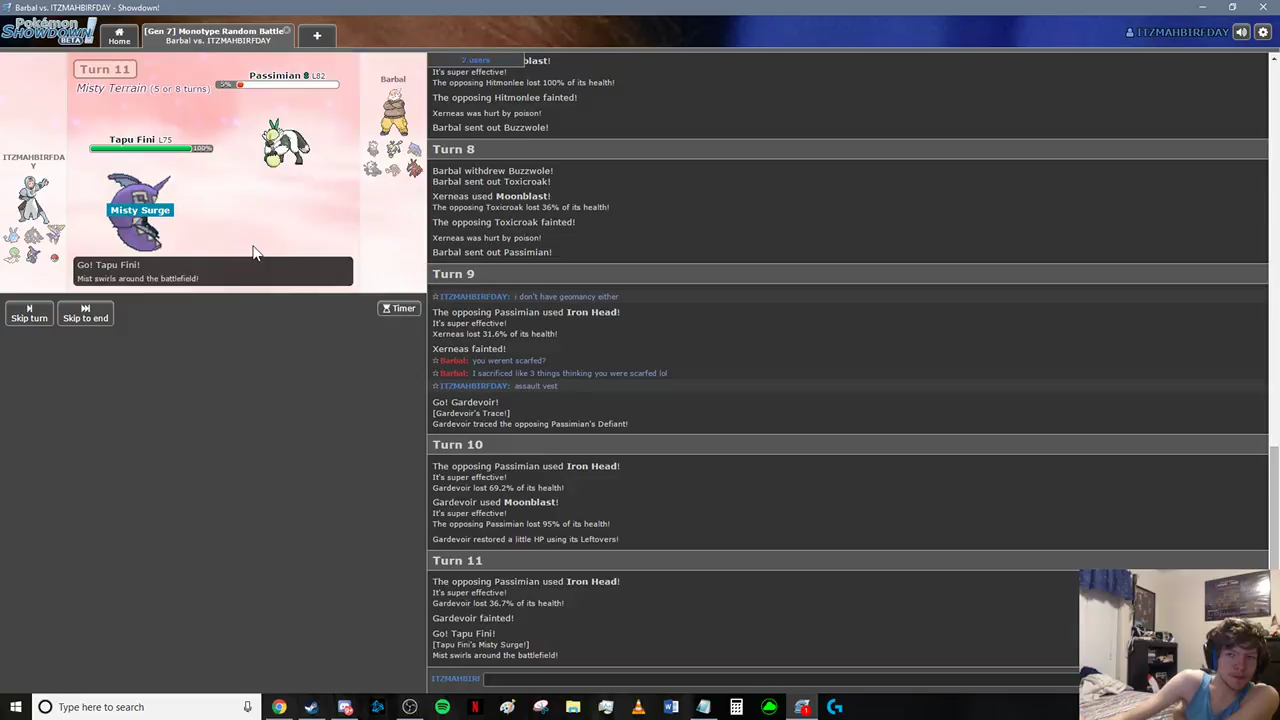 Barbal vs. ITZMAHBIRFDAY - Showdown!
Pokémon
SHOWDOWN!
BETA
Home
[Gen 7] Monotype Random Battle
Barbal vs. ITZMAHBIRFDAY
ITZMAHBIRFDAY
Turn 11
Misty Terrain (5 or 8 turns)
Passimian L82
5%
Barbal
Tapu Fini L75
100%
ITZMAHBIRFDA
Y
Misty Surge
Go! Tapu Fini!
Mist swirls around the battlefield!
Skip turn
Skip to end
Timer
2 users
blast!
It's super effective!
The opposing Hitmonlee lost 100% of its health!
The opposing Hitmonlee fainted!
Xerneas was hurt by poison!
Barbal sent out Buzzwole!
Turn 8
Barbal withdrew Buzzwole!
Barbal sent out Toxicroak!
Xerneas used Moonblast!
The opposing Toxicroak lost 36% of its health!
The opposing Toxicroak fainted!
Xerneas was hurt by poison!
Barbal sent out Passimian!
Turn 9
☆ITZMAHBIRFDAY: i don't have geomancy either
The opposing Passimian used Iron Head!
It's super effective!
Xerneas lost 31.6% of its health!
Xerneas fainted!
☆Barbal: you werent scarfed?
☆Barbal: I sacrificed like 3 things thinking you were scarfed lol
☆ITZMAHBIRFDAY: assault vest
Go! Gardevoir!
[Gardevoir's Trace!]
Gardevoir traced the opposing Passimian's Defiant!
Turn 10
The opposing Passimian used Iron Head!
It's super effective!
Gardevoir lost 69.2% of its health!
Gardevoir used Moonblast!
It's super effective!
The opposing Passimian lost 95% of its health!
Gardevoir restored a little HP using its Leftovers!
Turn 11
The opposing Passimian used Iron Head!
It's super effective!
Gardevoir lost 36.7% of its health!
Gardevoir fainted!
Go! Tapu Fini!
[Tapu Fini's Misty Surge!]
Mist swirls around the battlefield!
ITZMAHBIRF
Type here to search